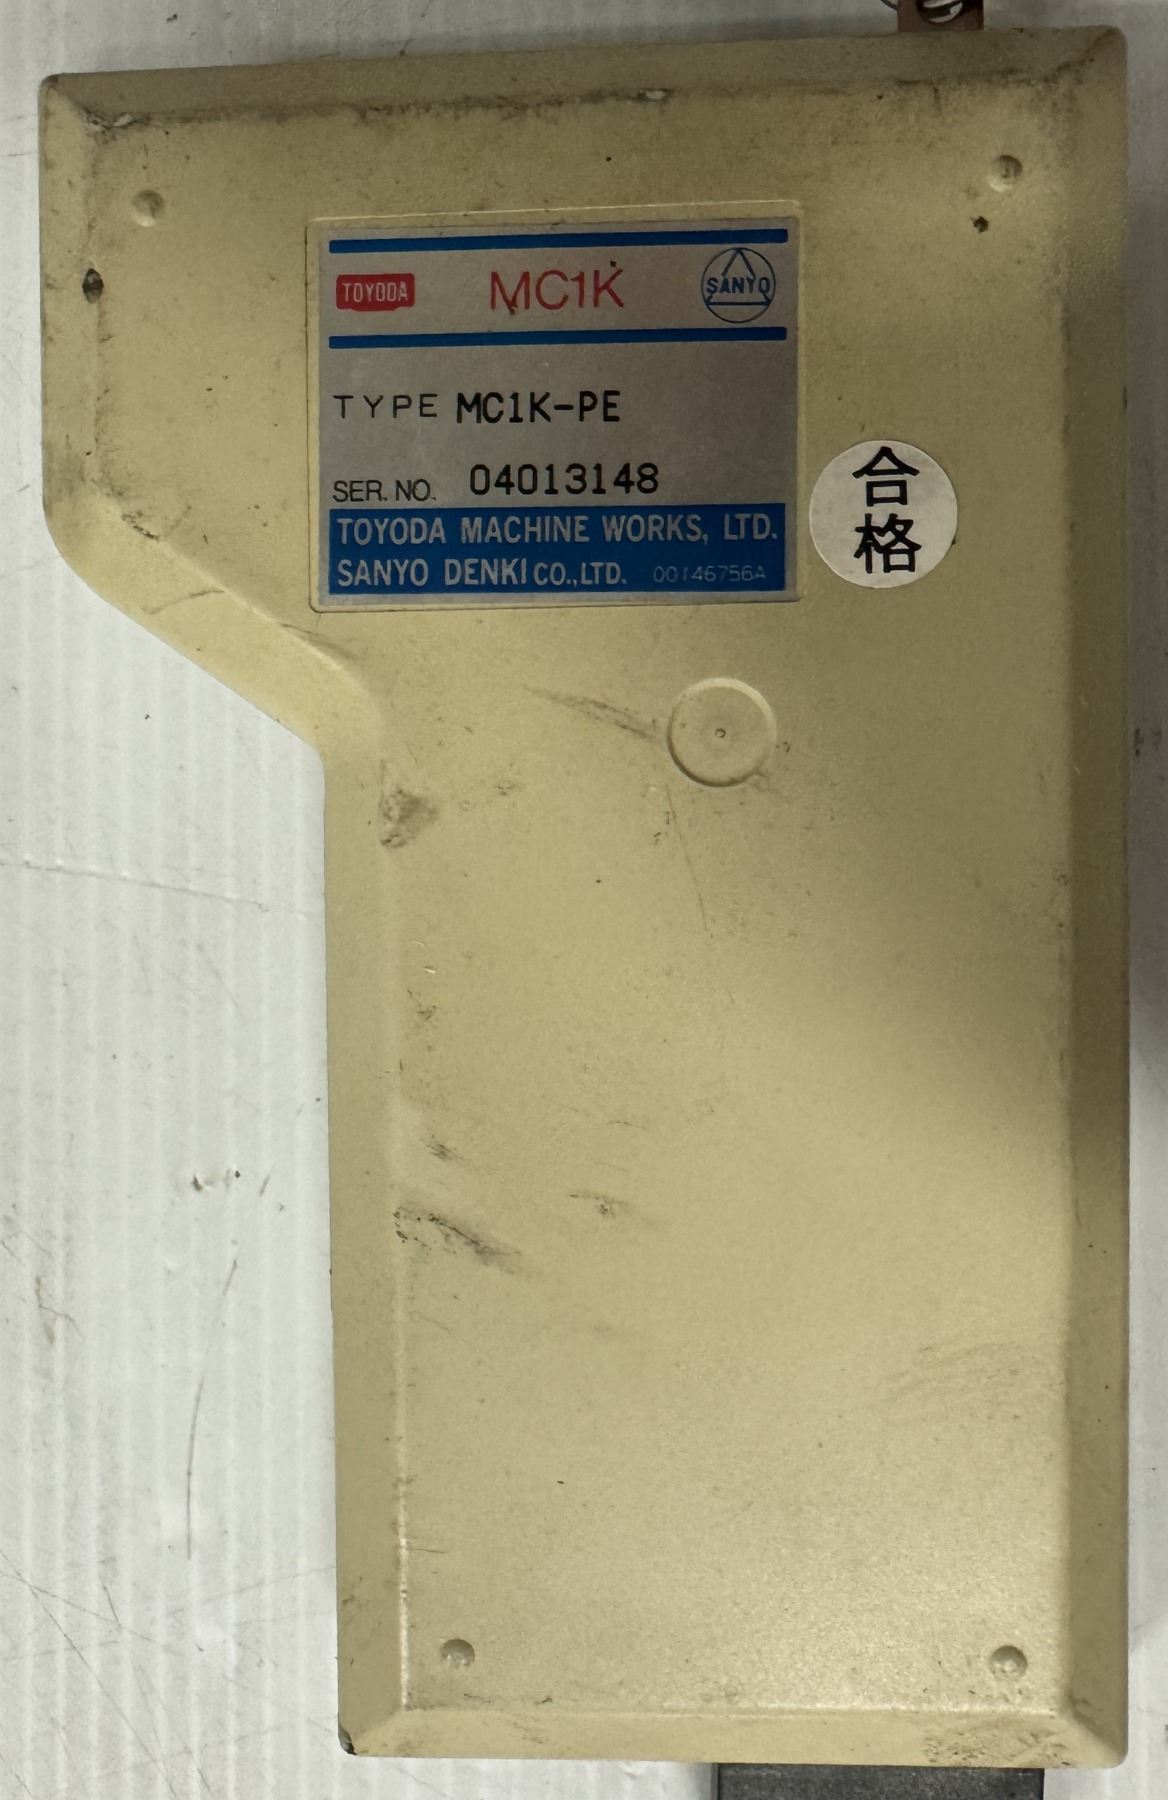 TOYODA MC1K SANYO
TYPE MC1K-PE
SER. NO. 04013148
TOYODA MACHINE WORKS, LTD.
SANYO DENKI CO.,LTD. 00146756A
合
格